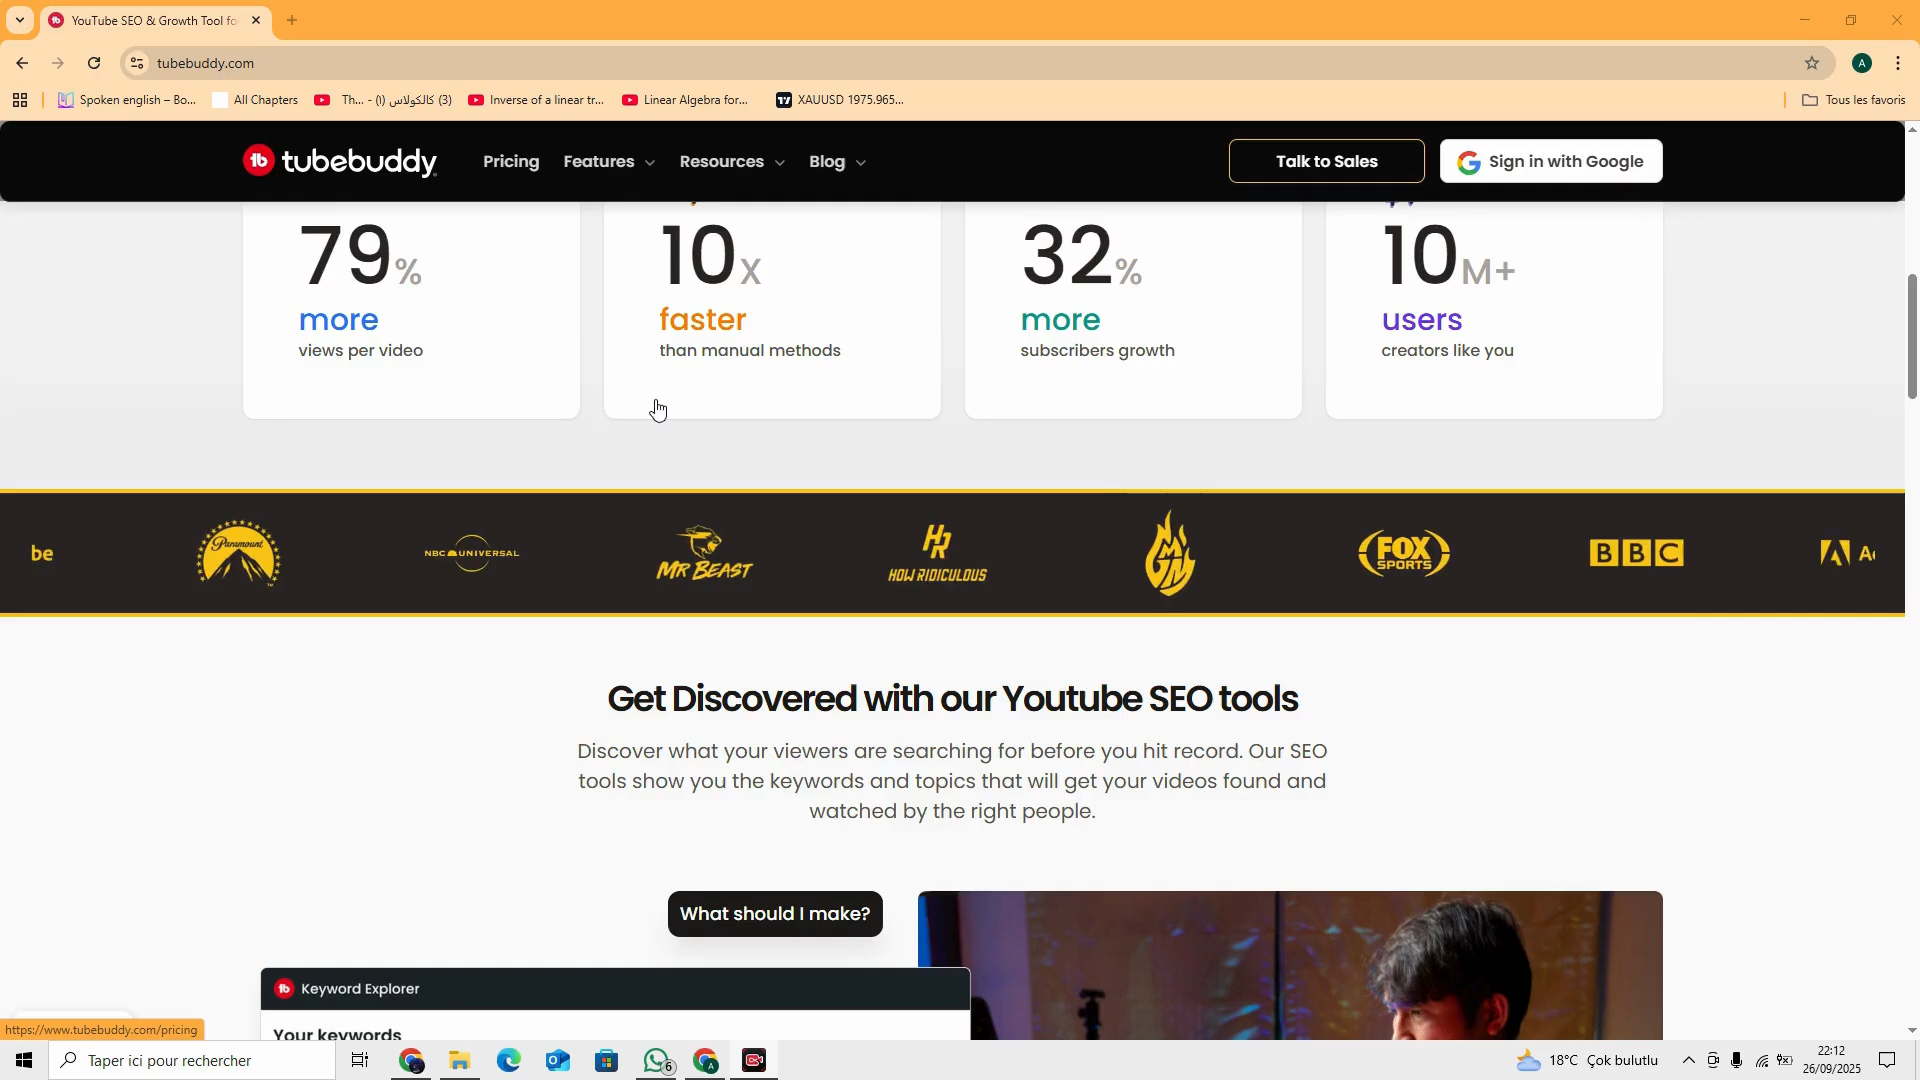 YouTube SEO & Growth Tool fo
tubebuddy.com
A
Spoken english – Bo...
All Chapters
Th... - (1) كالكولاس (3)
Inverse of a linear tr...
Linear Algebra for...
XAUUSD 1975.965...
Tous les favoris
tubebuddy
Pricing
Features
Resources
Blog
Talk to Sales
Sign in with Google
79%
more
views per video
10X
faster
than manual methods
32%
more
subscribers growth
10M+
users
creators like you
be
Paramount
NBC UNIVERSAL
MR BEAST
HR
HOW RIDICULOUS
MGM
FOX
SPORTS
BBC
Get Discovered with our Youtube SEO tools
Discover what your viewers are searching for before you hit record. Our SEO
tools show you the keywords and topics that will get your videos found and
watched by the right people.
What should I make?
Keyword Explorer
Your keywords
https://www.tubebuddy.com/pricing
Taper ici pour rechercher
6
A
18°C Çok bulutlu
22:12
26/09/2025